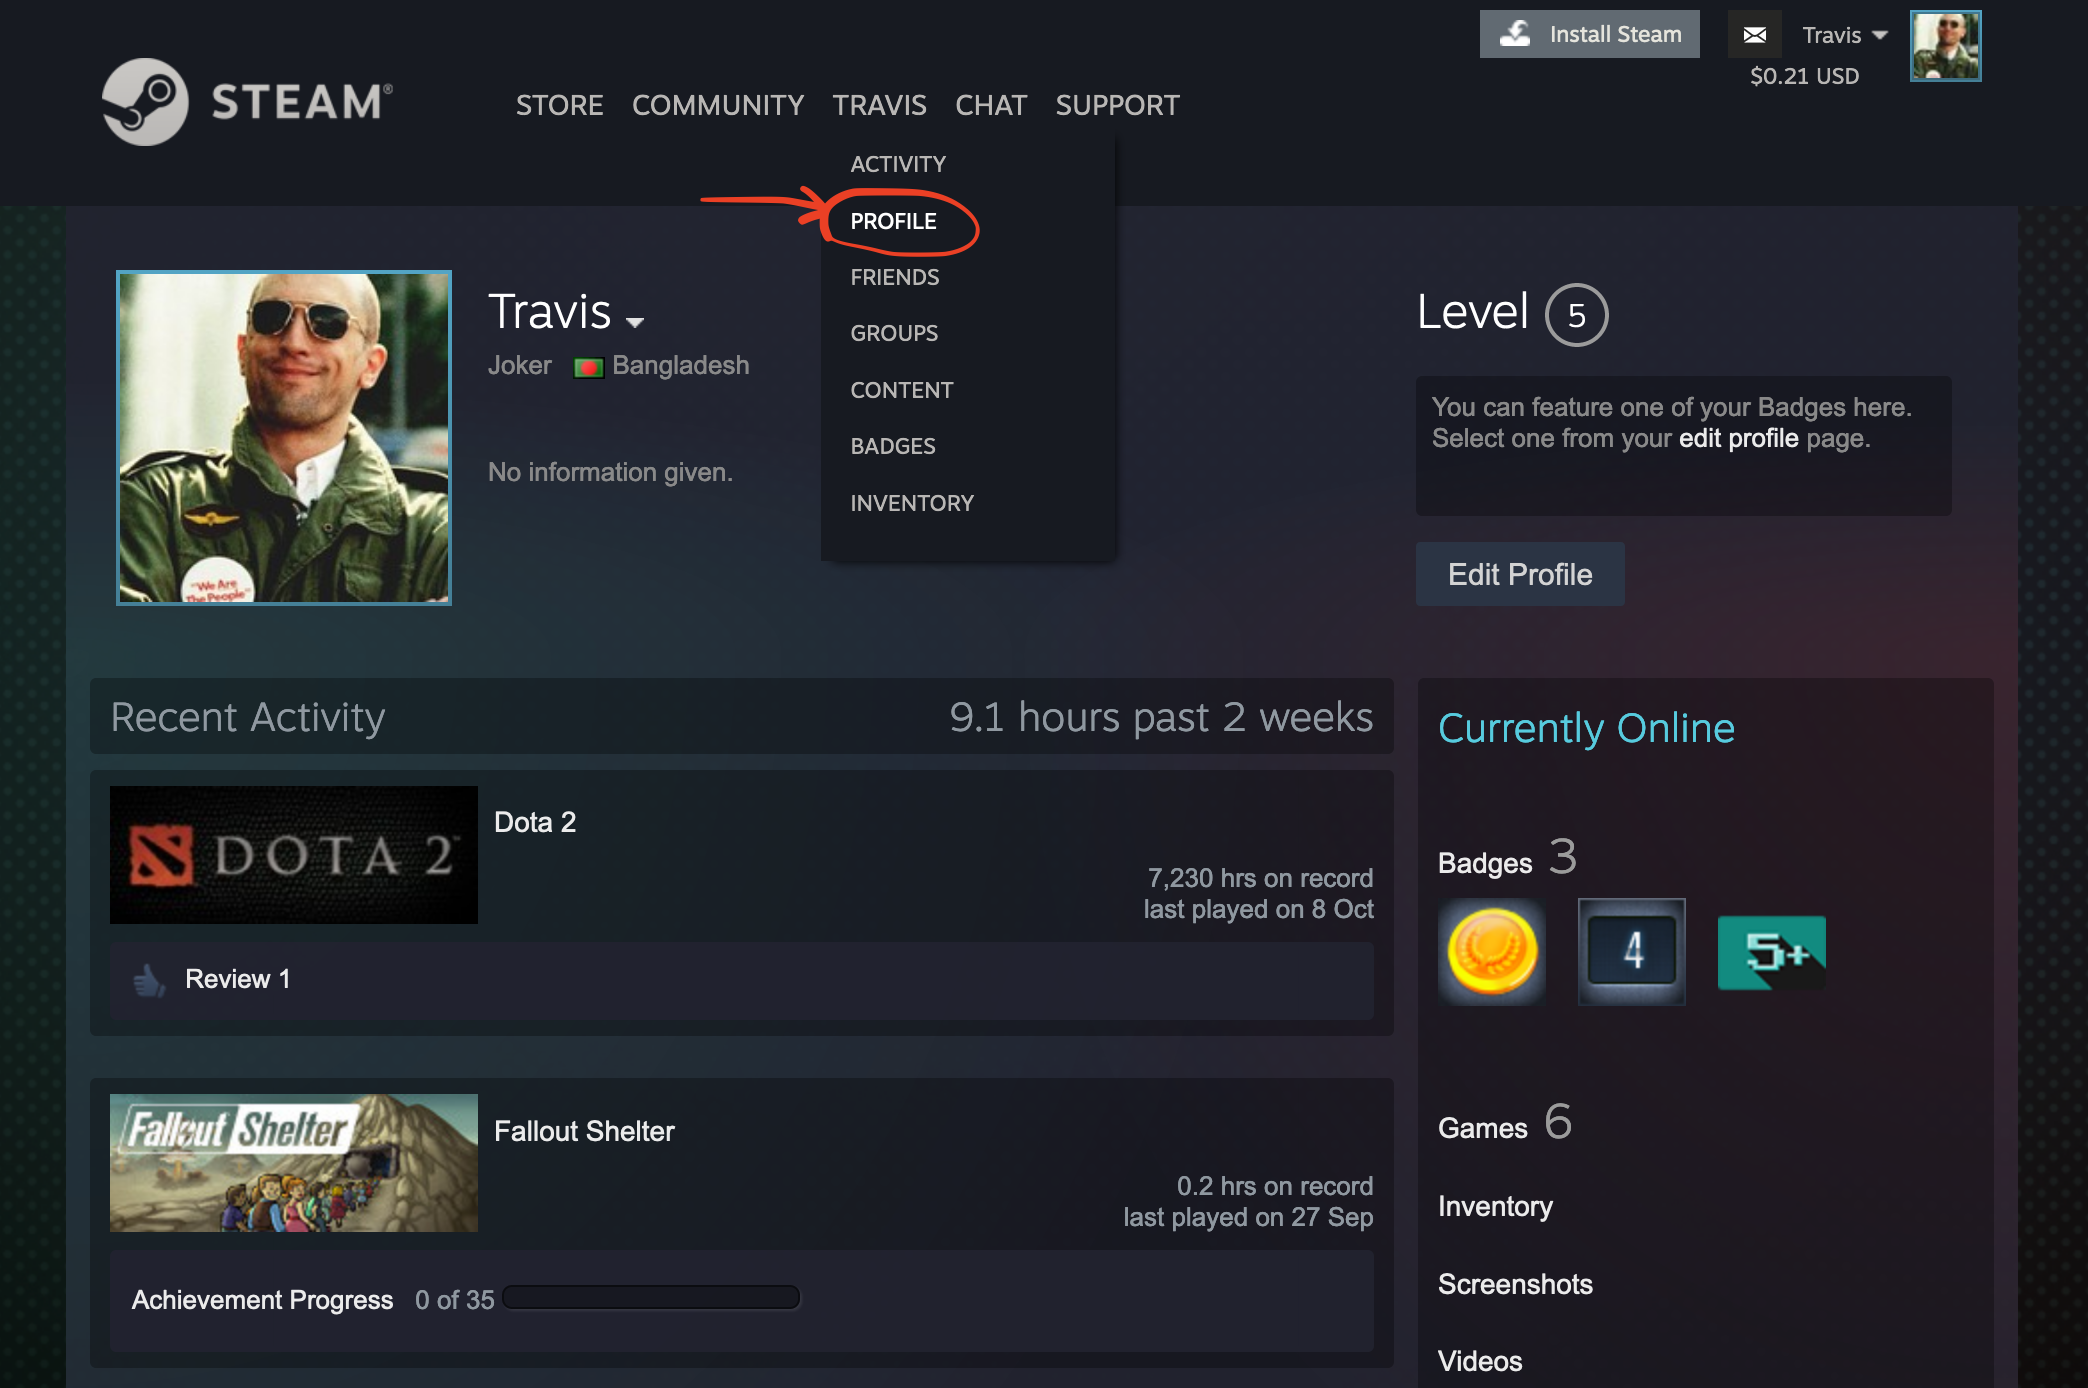 Install Steam
Travis
$0.21 USD
STEAM®
STORE COMMUNITY TRAVIS CHAT SUPPORT
ACTIVITY
PROFILE
FRIENDS
GROUPS
CONTENT
BADGES
INVENTORY
Travis
Joker Bangladesh
No information given.
"We Are
The People"
Level 5
You can feature one of your Badges here.
Select one from your edit profile page.
Edit Profile
Recent Activity 9.1 hours past 2 weeks
DOTA 2
Dota 2
7,230 hrs on record
last played on 8 Oct
Review 1
Fallout Shelter
Fallout Shelter
0.2 hrs on record
last played on 27 Sep
Achievement Progress 0 of 35
Currently Online
Badges 3
4
5+
Games 6
Inventory
Screenshots
Videos